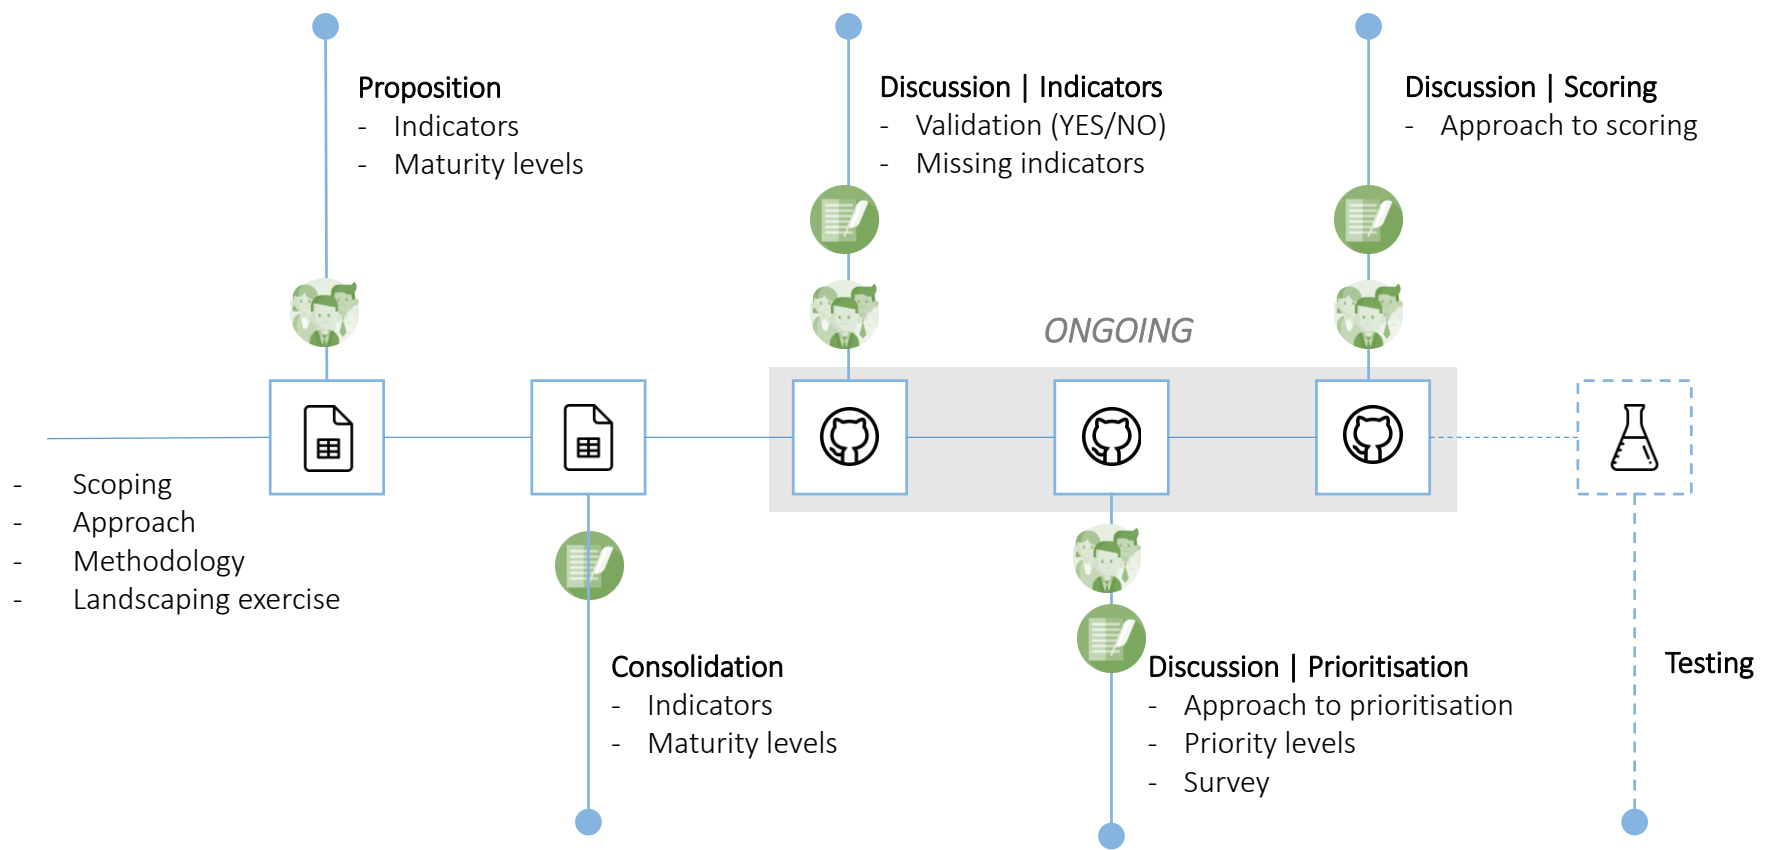 Proposition
- Indicators
- Maturity levels
Discussion | Indicators
- Validation (YES/NO)
- Missing indicators
Discussion | Scoring
- Approach to scoring
ONGOING
- Scoping
- Approach
- Methodology
- Landscaping exercise
Consolidation
- Indicators
- Maturity levels
Discussion | Prioritisation
- Approach to prioritisation
- Priority levels
- Survey
Testing